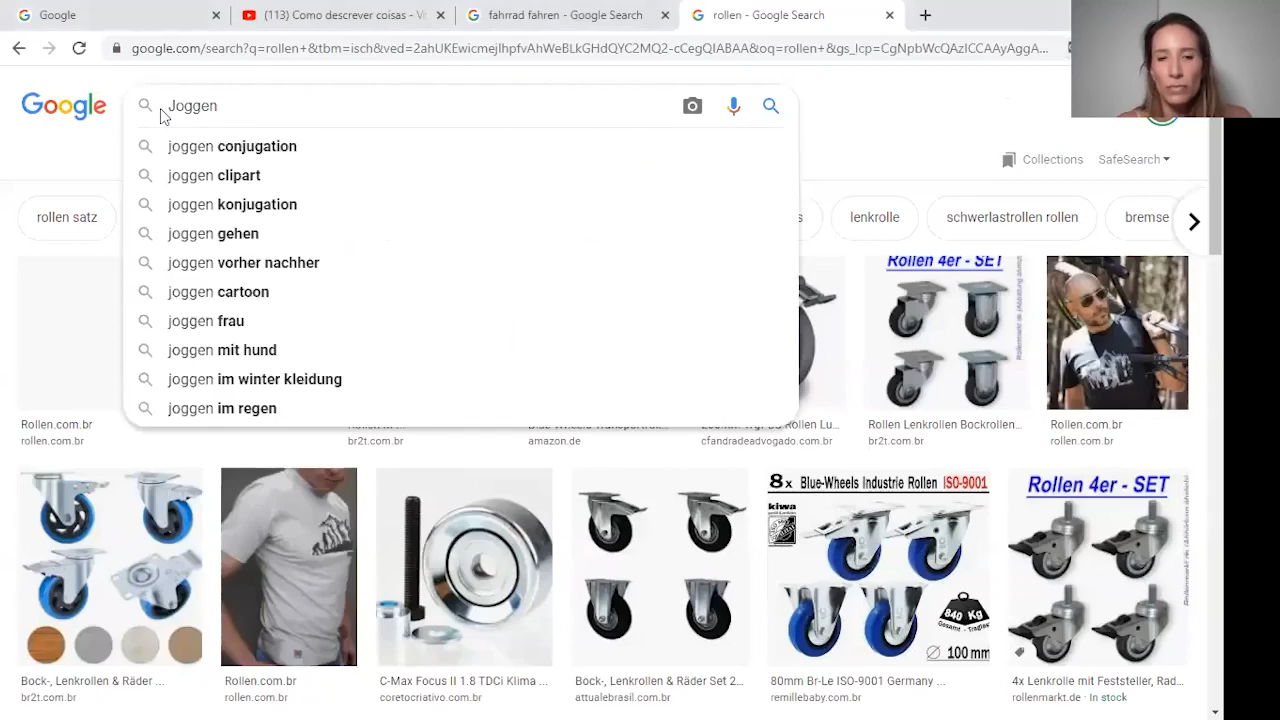 Google
(113) Como descrever coisas - Vi
fahrrad fahren - Google Search
rollen - Google Search
google.com/search?q=rollen+&tbm=isch&ved=2ahUKEwicmejlhpfvAhWeBLkGHdQYC2MQ2-cCegQIABAA&oq=rollen+&gs_lcp=CgNpbWcQAzICCAAyAggA...
Google
Joggen
joggen conjugation
joggen clipart
joggen konjugation
joggen gehen
joggen vorher nachher
joggen cartoon
joggen frau
joggen mit hund
joggen im winter kleidung
joggen im regen
Collections
SafeSearch
rollen satz
s
lenkrolle
schwerlastrollen rollen
bremse
Rollen 4er - SET
Rollen.com.br
rollen.com.br
br2t.com.br
amazon.de
cfandradeadvogado.com.br
Rollen Lenkrollen Bockrollen...
br2t.com.br
Rollen.com.br
rollen.com.br
8x Blue-Wheels Industrie Rollen ISO-9001
kiwa
840 Kg
Gesamt - Traglast
∅ 100 mm
Rollen 4er - SET
Bock-, Lenkrollen & Räder ...
br2t.com.br
Rollen.com.br
rollen.com.br
C-Max Focus II 1.8 TDCi Klima ...
coretocriativo.com.br
Bock-, Lenkrollen & Räder Set 2...
attualebrasil.com.br
80mm Br-Le ISO-9001 Germany ...
remillebaby.com.br
4x Lenkrolle mit Feststeller, Rad...
rollenmarkt.de · In stock